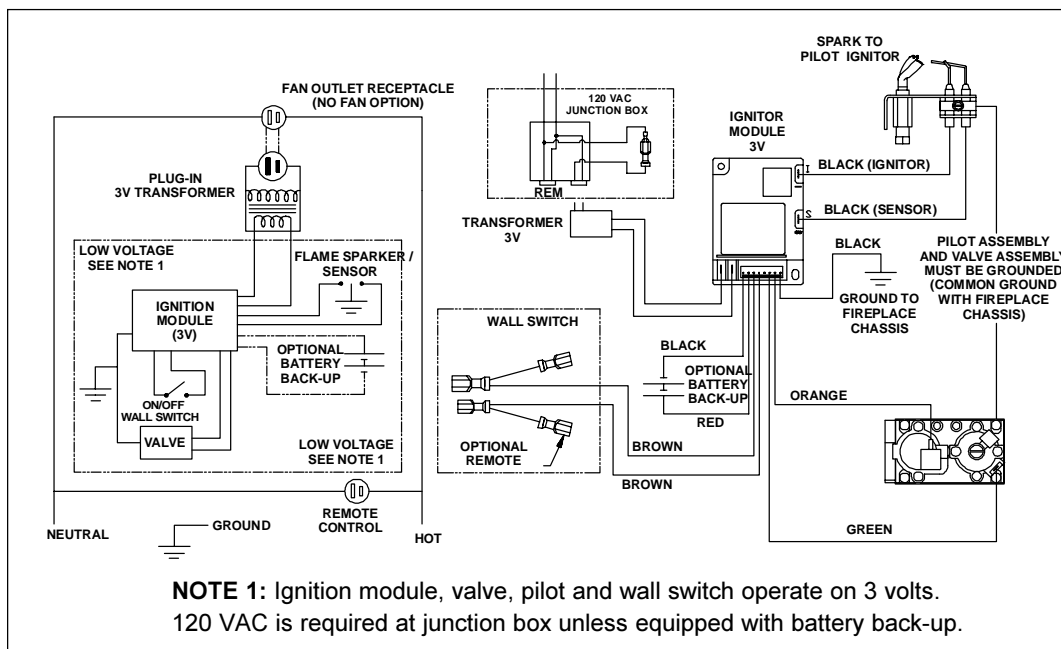 FAN OUTLET RECEPTACLE
(NO FAN OPTION)
PLUG-IN
3V TRANSFORMER
LOW VOLTAGE
SEE NOTE 1
FLAME SPARKER /
SENSOR
IGNITION
MODULE
(3V)
OPTIONAL
BATTERY
BACK-UP
ON/OFF
WALL SWITCH
VALVE
LOW VOLTAGE
SEE NOTE 1
NEUTRAL
GROUND
REMOTE
CONTROL
HOT
120 VAC
JUNCTION BOX
REM
TRANSFORMER
3V
WALL SWITCH
OPTIONAL
REMOTE
SPARK TO
PILOT IGNITOR
IGNITOR
MODULE
3V
1
BLACK (IGNITOR)
2
BLACK (SENSOR)
BLACK
GROUND TO
FIREPLACE
CHASSIS
PILOT ASSEMBLY
AND VALVE ASSEMBLY
MUST BE GROUNDED
(COMMON GROUND
WITH FIREPLACE
CHASSIS)
BLACK
OPTIONAL
BATTERY
BACK-UP
RED
BROWN
BROWN
ORANGE
GREEN
NOTE 1: Ignition module, valve, pilot and wall switch operate on 3 volts.
120 VAC is required at junction box unless equipped with battery back-up.